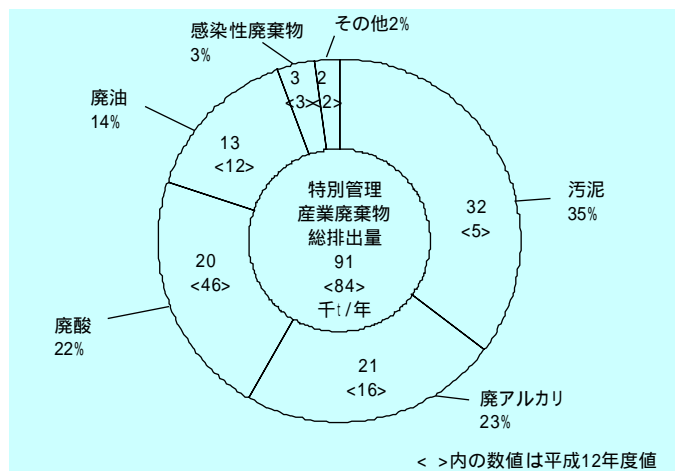 感染性廃棄物
3%
その他2%
廃油
14%
3
<3>
2
<2>
13
<12>
汚泥
35%
32
<5>
特別管理
産業廃棄物
総排出量
91
<84>
千t/年
20
<46>
廃酸
22%
21
<16>
廃アルカリ
23%
< >内の数値は平成12年度値